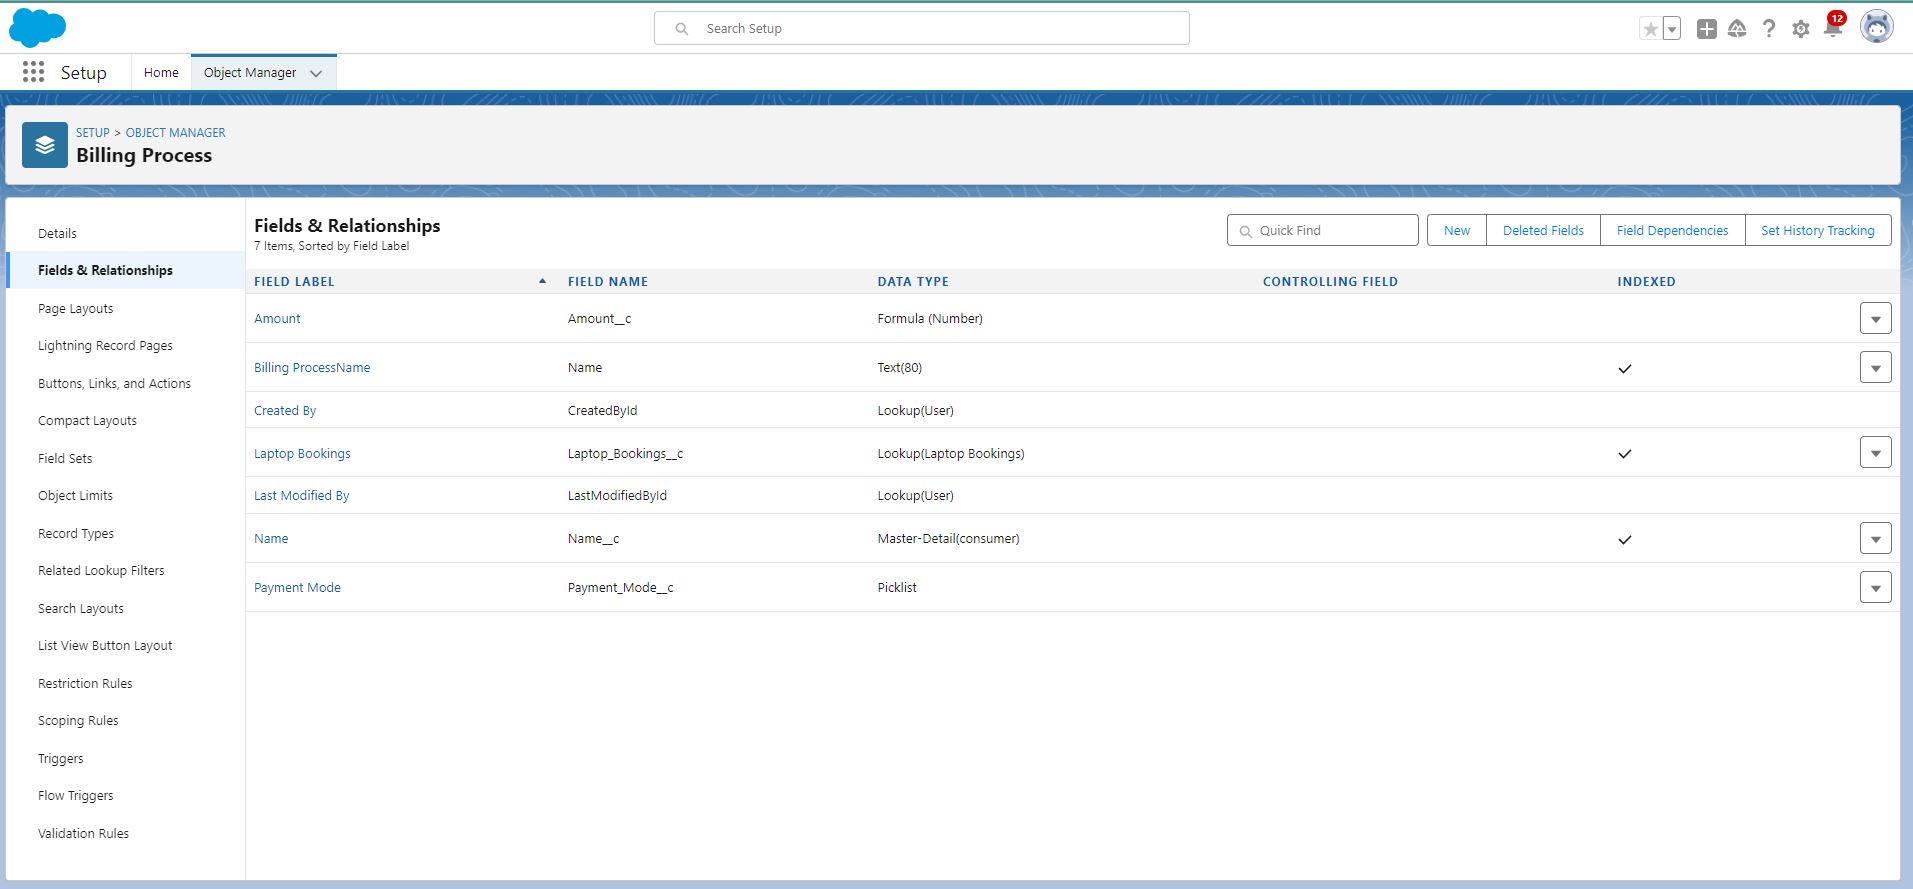 Search Setup
12
Setup
Home
Object Manager
SETUP > OBJECT MANAGER
Billing Process
Details
Fields & Relationships
Page Layouts
Lightning Record Pages
Buttons, Links, and Actions
Compact Layouts
Field Sets
Object Limits
Record Types
Related Lookup Filters
Search Layouts
List View Button Layout
Restriction Rules
Scoping Rules
Triggers
Flow Triggers
Validation Rules
Fields & Relationships
7 Items, Sorted by Field Label
Quick Find
New
Deleted Fields
Field Dependencies
Set History Tracking
FIELD LABEL FIELD NAME DATA TYPE CONTROLLING FIELD INDEXED
Amount Amount__c Formula (Number)
Billing ProcessName Name Text(80)
Created By CreatedById Lookup(User)
Laptop Bookings Laptop_Bookings__c Lookup(Laptop Bookings)
Last Modified By LastModifiedById Lookup(User)
Name Name__c Master-Detail(consumer)
Payment Mode Payment_Mode__c Picklist